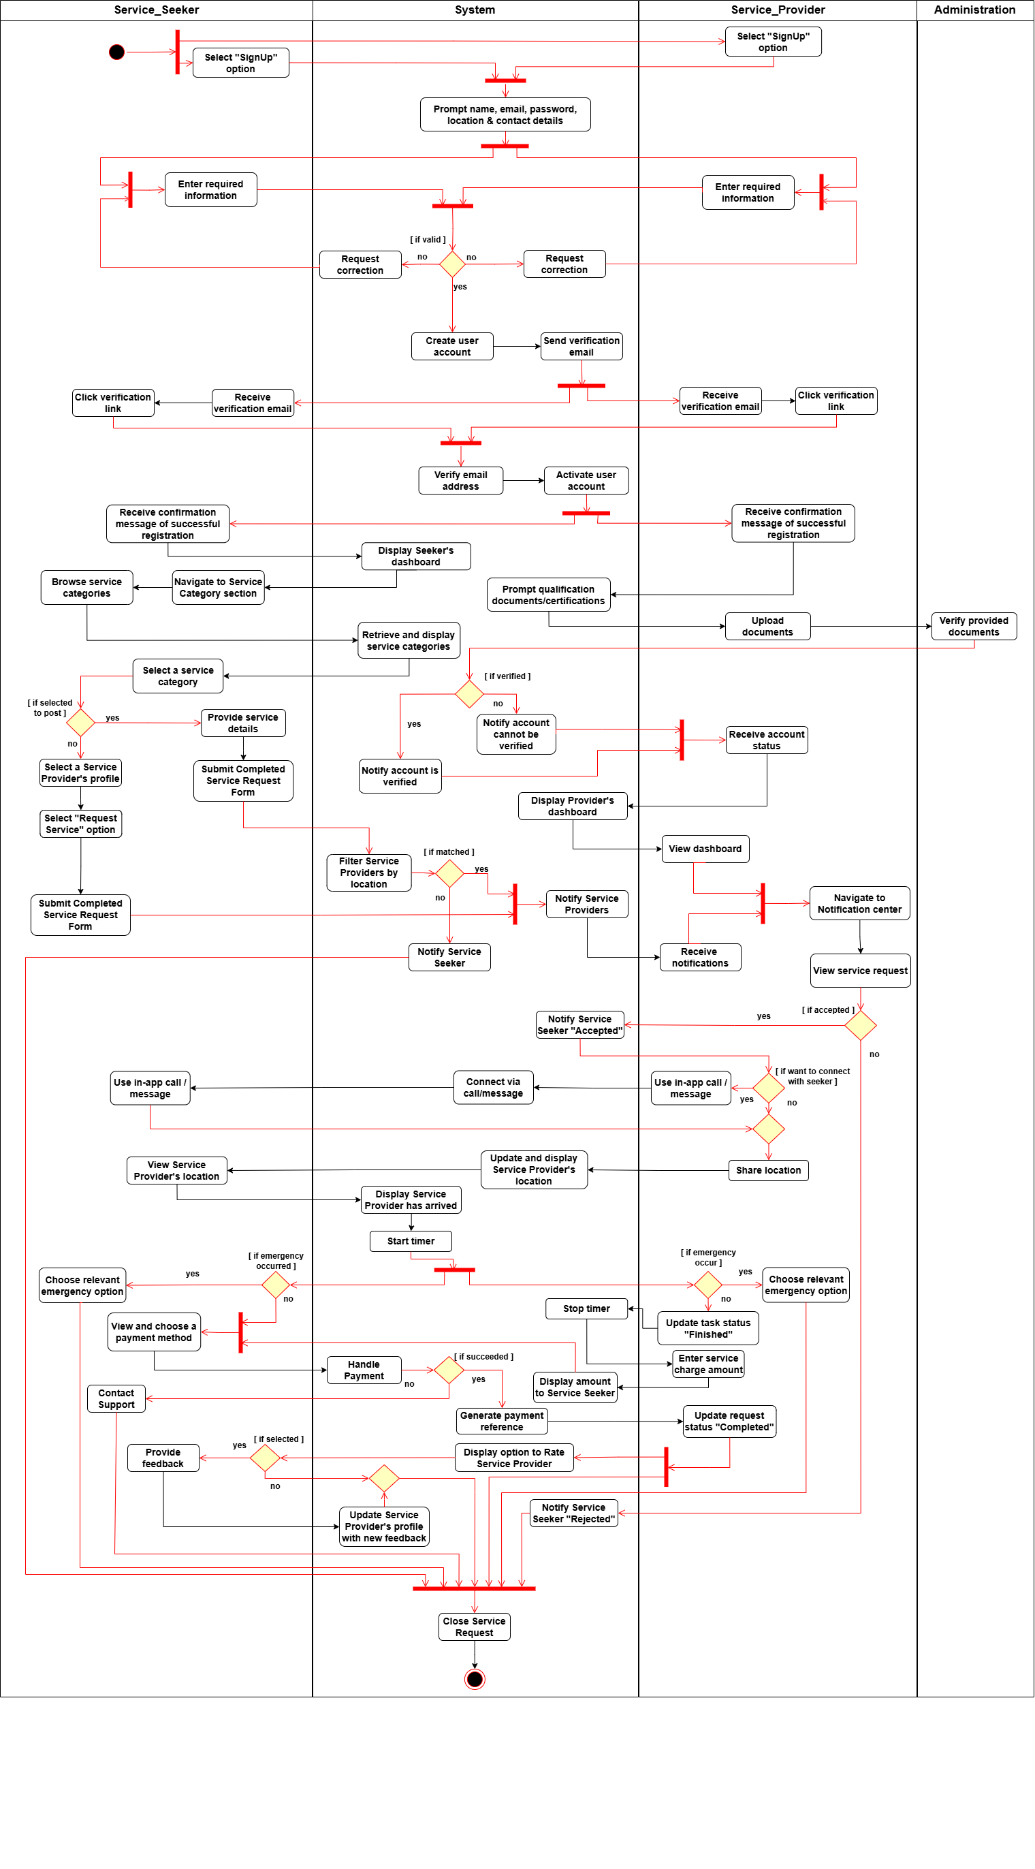 Service_Seeker
System
Service_Provider
Administration
Select "SignUp"
option
Select "SignUp"
option
Prompt name, email, password,
location & contact details
Enter required
information
Enter required
information
[ if valid ]
no
no
Request
correction
Request
correction
yes
Create user
account
Send verification
email
Click verification
link
Receive
verification email
Receive
verification email
Click verification
link
Verify email
address
Activate user
account
Receive confirmation
message of successful
registration
Receive confirmation
message of successful
registration
Display Seeker's
dashboard
Browse service
categories
Navigate to Service
Category section
Prompt qualification
documents/certifications
Upload
documents
Verify provided
documents
Retrieve and display
service categories
Select a service
category
[ if verified ]
no
yes
[ if selected
to post ]
yes
no
Provide service
details
Notify account
cannot be
verified
Receive account
status
Select a Service
Provider's profile
Submit Completed
Service Request
Form
Notify account is
verified
Display Provider's
dashboard
Select "Request
Service" option
View dashboard
[ if matched ]
yes
no
Filter Service
Providers by
location
Notify Service
Providers
Navigate to
Notification center
Submit Completed
Service Request
Form
Notify Service
Seeker
Receive
notifications
View service request
[ if accepted ]
yes
no
Notify Service
Seeker "Accepted"
[ if want to connect
with seeker ]
yes
no
Use in-app call /
message
Connect via
call/message
Use in-app call /
message
View Service
Provider's location
Update and display
Service Provider's
location
Share location
Display Service
Provider has arrived
Start timer
[ if emergency
occurred ]
yes
no
[ if emergency
occur ]
yes
no
Choose relevant
emergency option
Choose relevant
emergency option
Stop timer
View and choose a
payment method
Update task status
"Finished"
Handle
Payment
[ if succeeded ]
no
yes
Enter service
charge amount
Display amount
to Service Seeker
Contact
Support
Generate payment
reference
Update request
status "Completed"
[ if selected ]
yes
no
Provide
feedback
Display option to Rate
Service Provider
Update Service
Provider's profile
with new feedback
Notify Service
Seeker "Rejected"
Close Service
Request